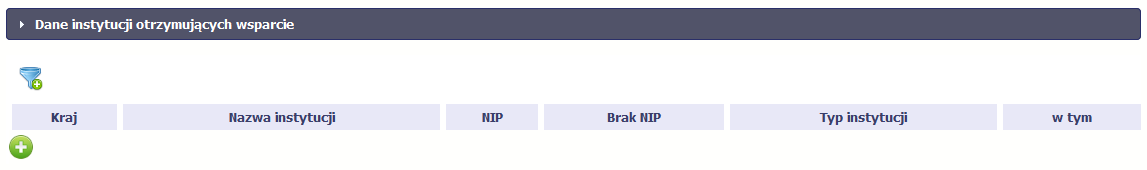 Dane instytucji otrzymujących wsparcie
Kraj Nazwa instytucji NIP Brak NIP Typ instytucji w tym